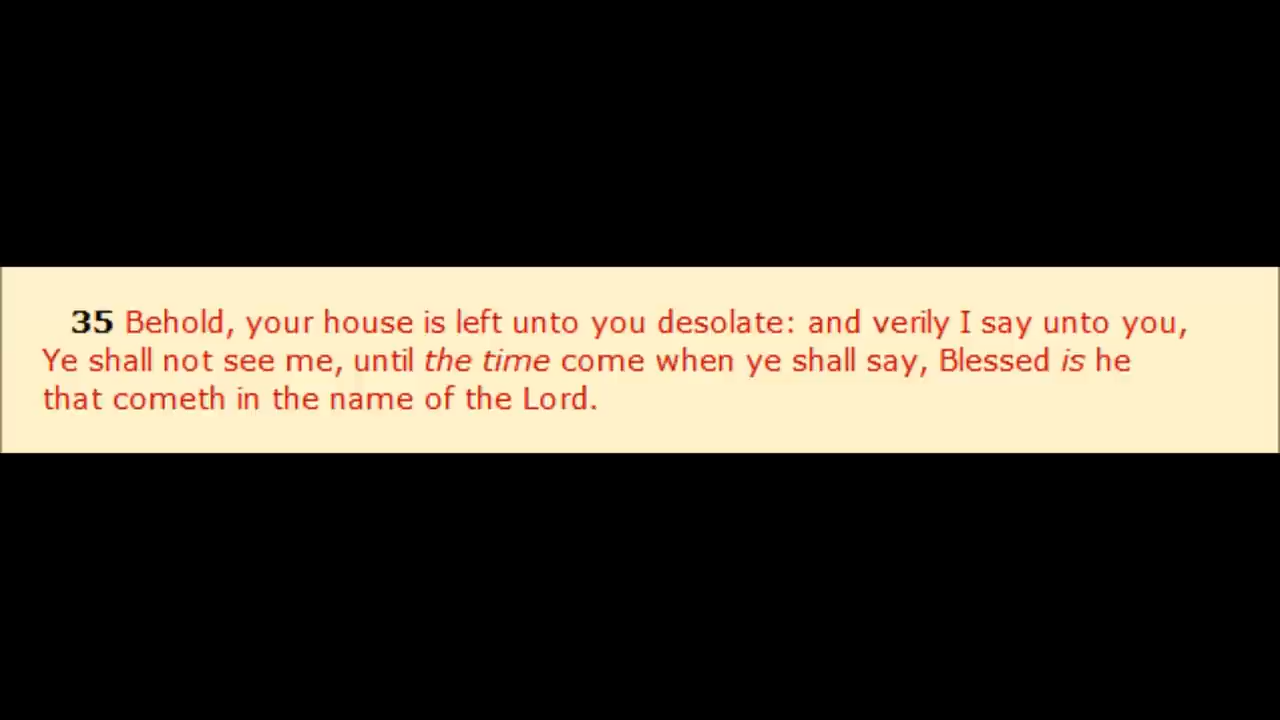 35 Behold, your house is left unto you desolate: and verily I say unto you,
Ye shall not see me, until the time come when ye shall say, Blessed is he
that cometh in the name of the Lord.